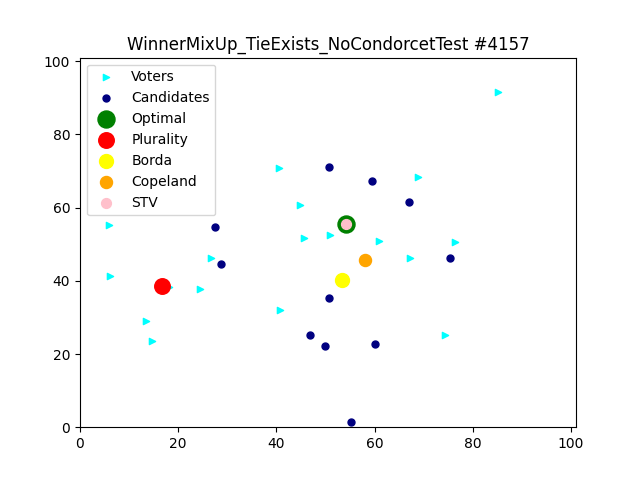 WinnerMixUp_TieExists_NoCondorcetTest #4157
Voters
Candidates
Optimal
Plurality
Borda
Copeland
STV
100
80
60
40
20
0
0 20 40 60 80 100